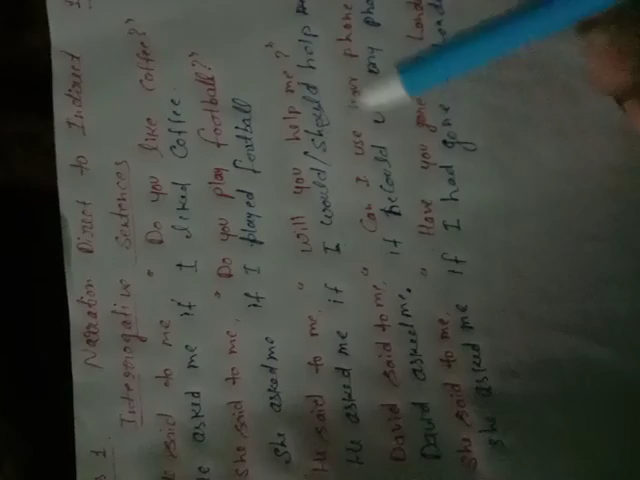 1. Narration Direct to Indirect
Interrogative sentences
said to me " Do you like coffee?"
asked me if I liked coffee.
She said to me, " Do you play football?"
She asked me if I played football
He said to me, " Will you help me?"
He asked me if I would/should help
David said to me, " Can I use phone
David asked me, if he could my
She said to me, " Have you gone
She asked me if I had gone